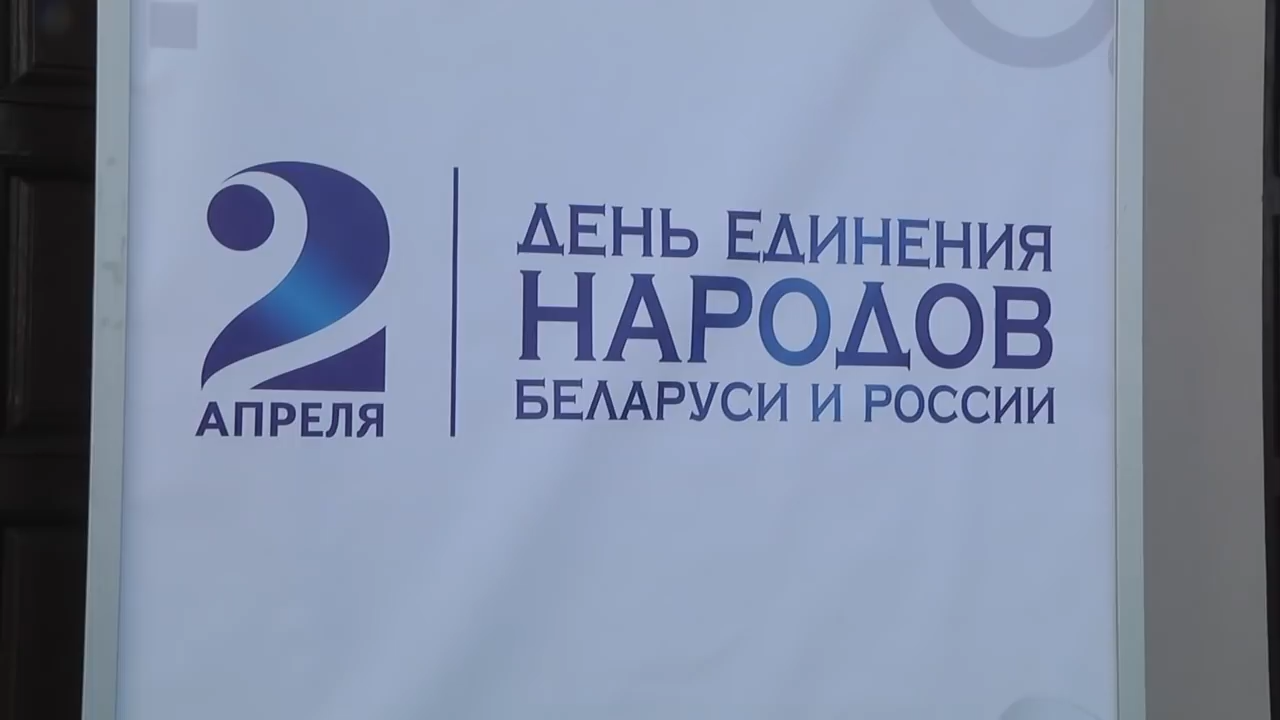 2
АПРЕЛЯ
ДЕНЬ ЕДИНЕНИЯ
НАРОДОВ
БЕЛАРУСИ И РОССИИ